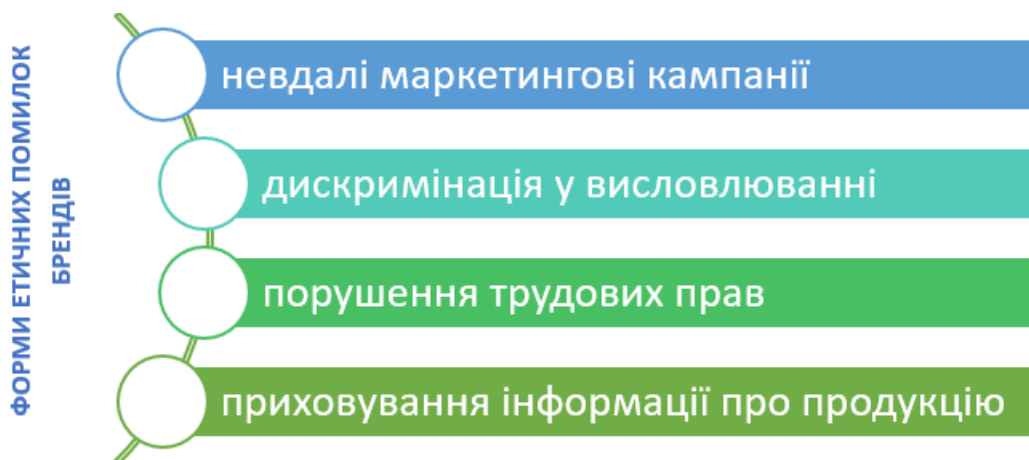 ФОРМИ ЕТИЧНИХ ПОМИЛОК
БРЕНДІВ
невдалі маркетингові кампанії
дискримінація у висловлюванні
порушення трудових прав
приховування інформації про продукцію